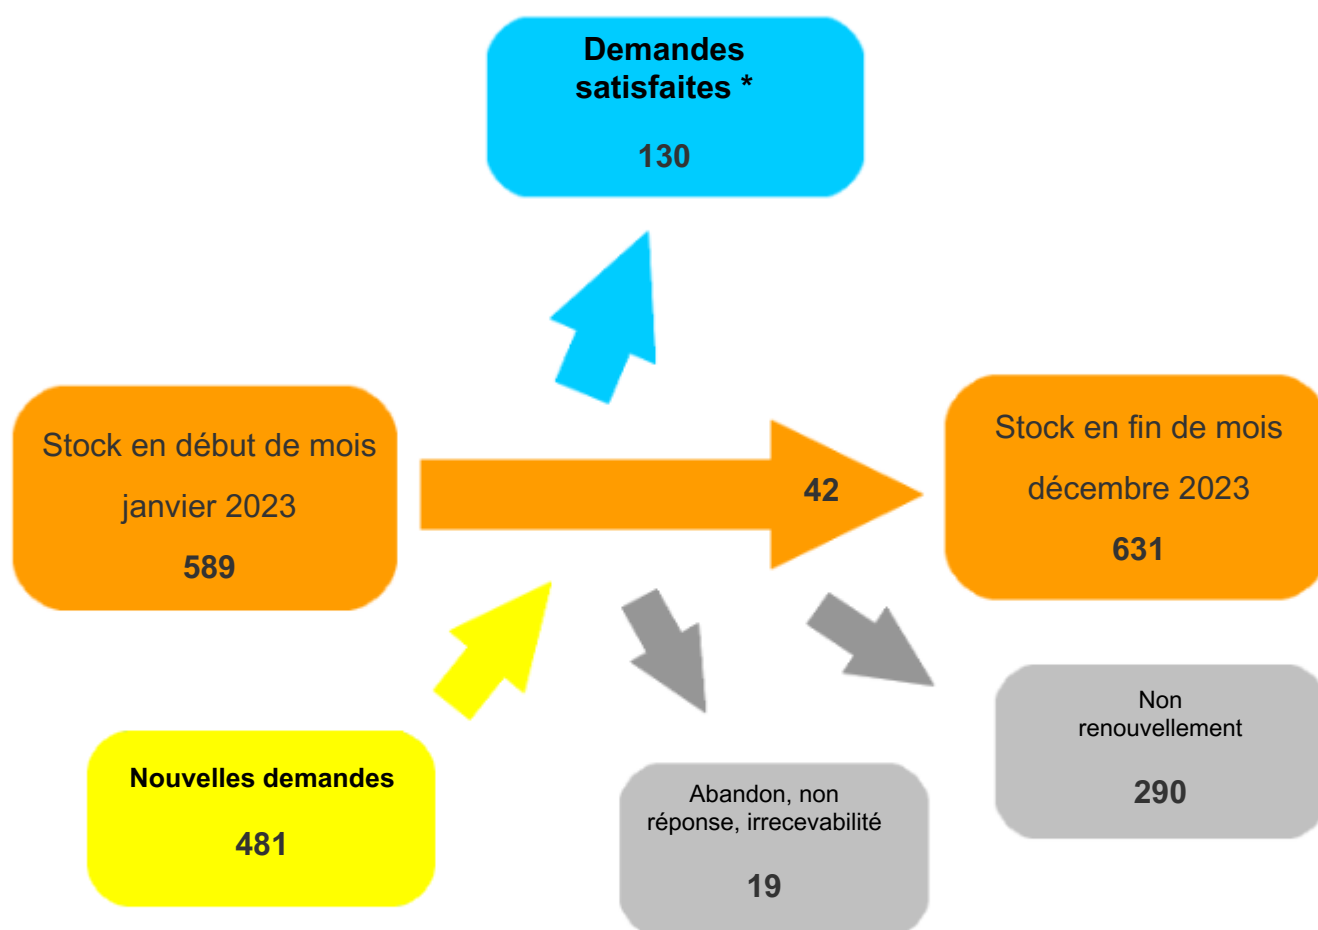 Demandes
satisfaites *
130
Stock en début de mois
janvier 2023
589
42
Stock en fin de mois
décembre 2023
631
Nouvelles demandes
481
Abandon, non
réponse, irrecevabilité
19
Non
renouvellement
290